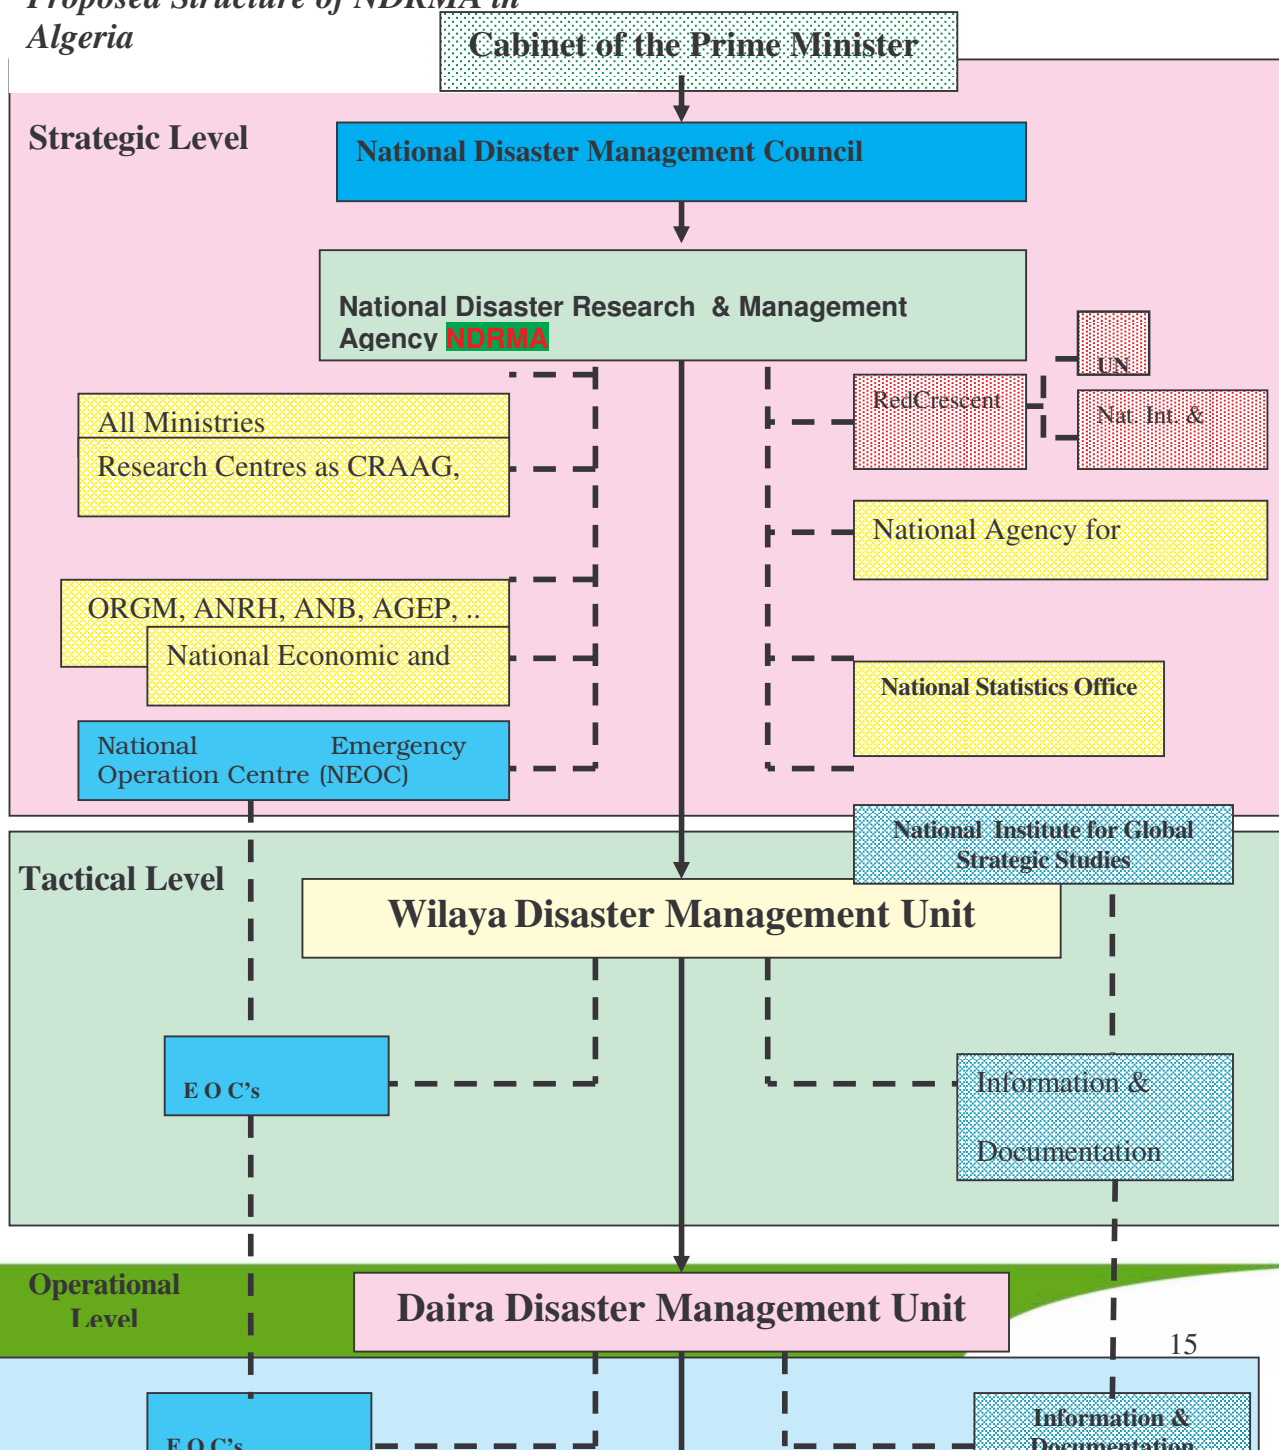 Proposed Structure of NDRMA in
Algeria
Cabinet of the Prime Minister
Strategic Level
National Disaster Management Council
National Disaster Research & Management
Agency NDRMA
UN
RedCrescent
Nat. Int. &
All Ministries
Research Centres as CRAAG,
National Agency for
ORGM, ANRH, ANB, AGEP, ..
National Economic and
National Statistics Office
National Emergency
Operation Centre (NEOC)
National Institute for Global
Strategic Studies
Tactical Level
Wilaya Disaster Management Unit
E O C's
Information &
Documentation
Operational
Level
Daira Disaster Management Unit
15
E O C's
Information &
Documentation